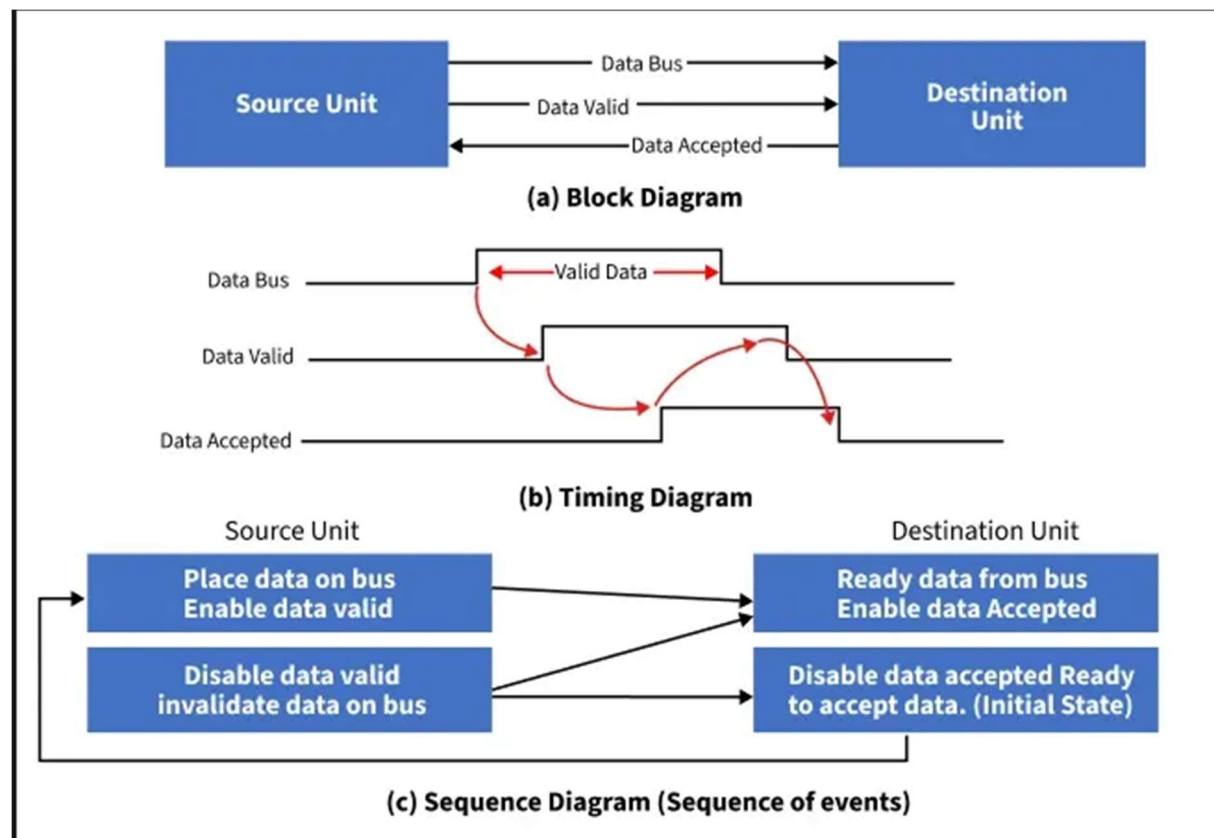 Source Unit
Data Bus
Data Valid
Data Accepted
Destination
Unit
(a) Block Diagram
Data Bus
Valid Data
Data Valid
Data Accepted
(b) Timing Diagram
Source Unit
Destination Unit
Place data on bus
Enable data valid
Ready data from bus
Enable data Accepted
Disable data valid
invalidate data on bus
Disable data accepted Ready
to accept data. (Initial State)
(c) Sequence Diagram (Sequence of events)